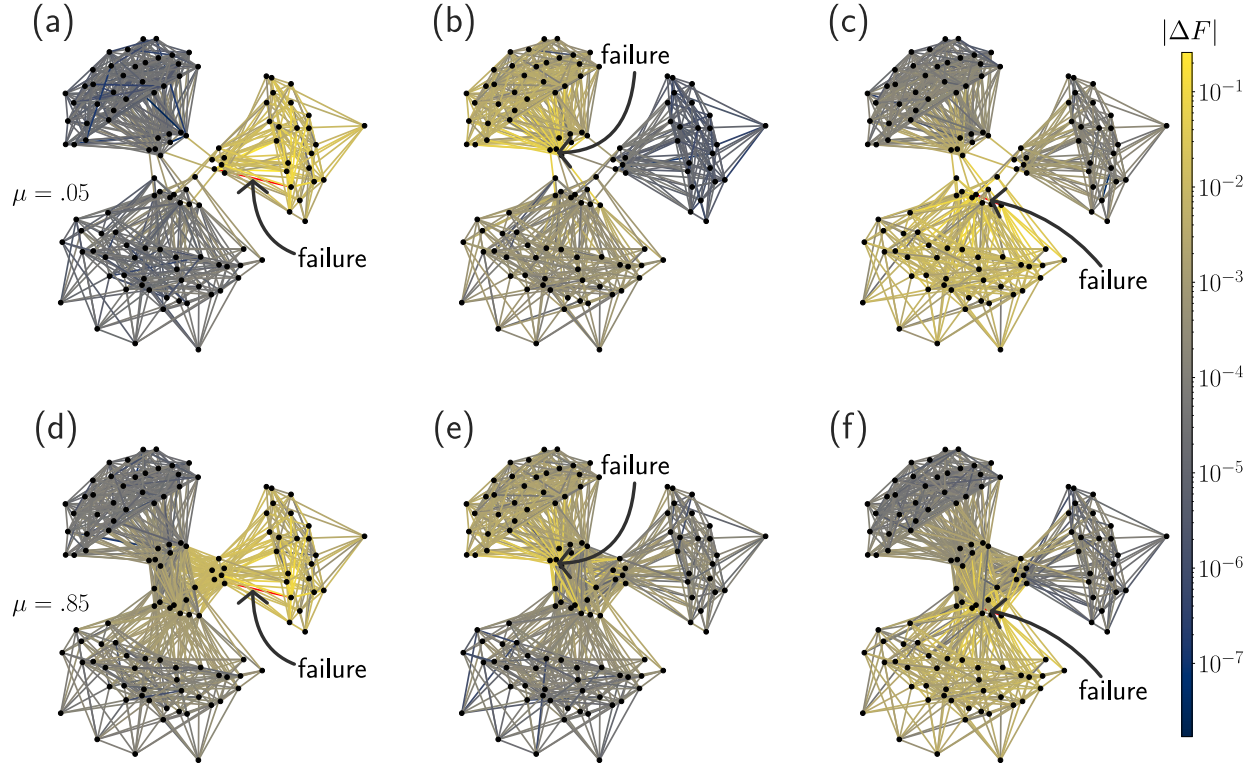 (a)
(b)
(c)
|ΔF|
failure
10⁻¹
10⁻²
μ = .05
failure
failure
10⁻³
10⁻⁴
(d)
(e)
(f)
failure
10⁻⁵
10⁻⁶
μ = .85
failure
failure
10⁻⁷